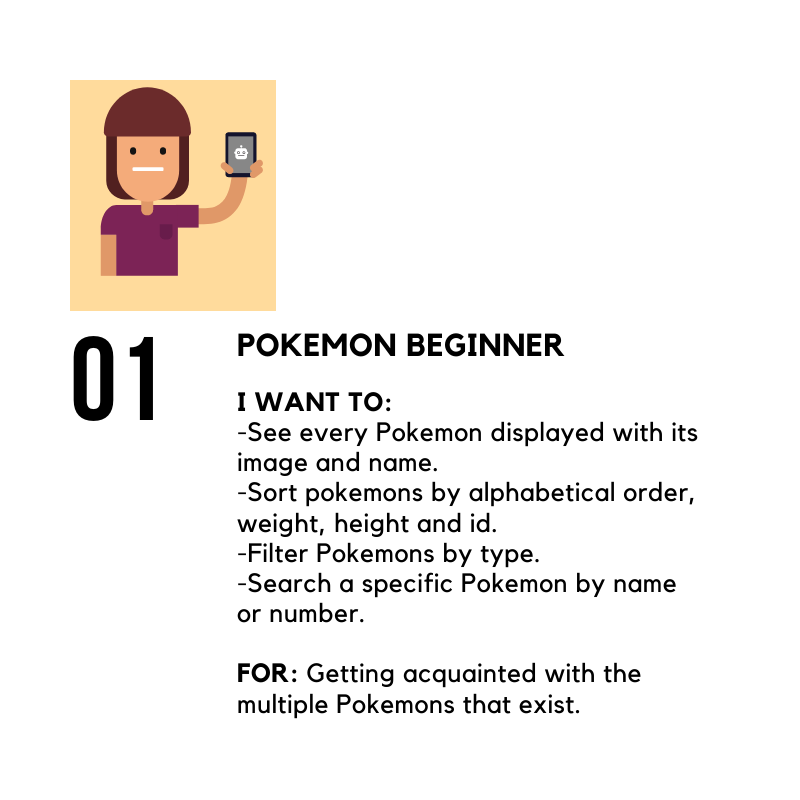 01
POKEMON BEGINNER
I WANT TO:
-See every Pokemon displayed with its
image and name.
-Sort pokemons by alphabetical order,
weight, height and id.
-Filter Pokemons by type.
-Search a specific Pokemon by name
or number.
FOR: Getting acquainted with the
multiple Pokemons that exist.